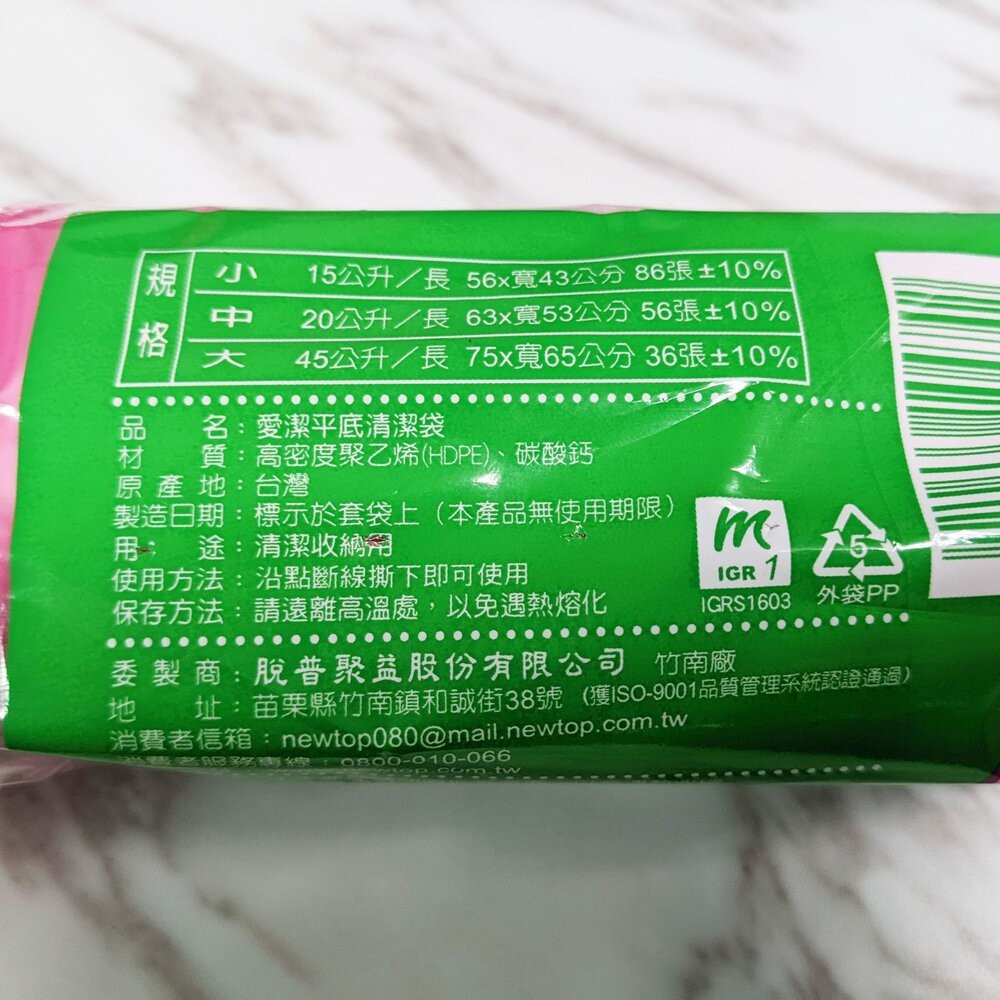 規格
小 15公升/長 56x寬43公分 86張±10%
中 20公升/長 63x寬53公分 56張±10%
大 45公升/長 75x寬65公分 36張±10%
品名:愛潔平底清潔袋
材質:高密度聚乙烯(HDPE)、碳酸鈣
原產地:台灣
製造日期:標示於套袋上(本產品無使用期限)
用途:清潔收納用
使用方法:沿點斷線撕下即可使用
保存方法:請遠離高溫處,以免遇熱熔化
m
IGR 1
IGRS1603
5
外袋PP
委製商:脫普聚益股份有限公司 竹南廠
地址:苗栗縣竹南鎮和誠街38號 (獲ISO-9001品質管理系統認證通過)
消費者信箱:newtop080@mail.newtop.com.tw
消費者服務專線:0800-010-066